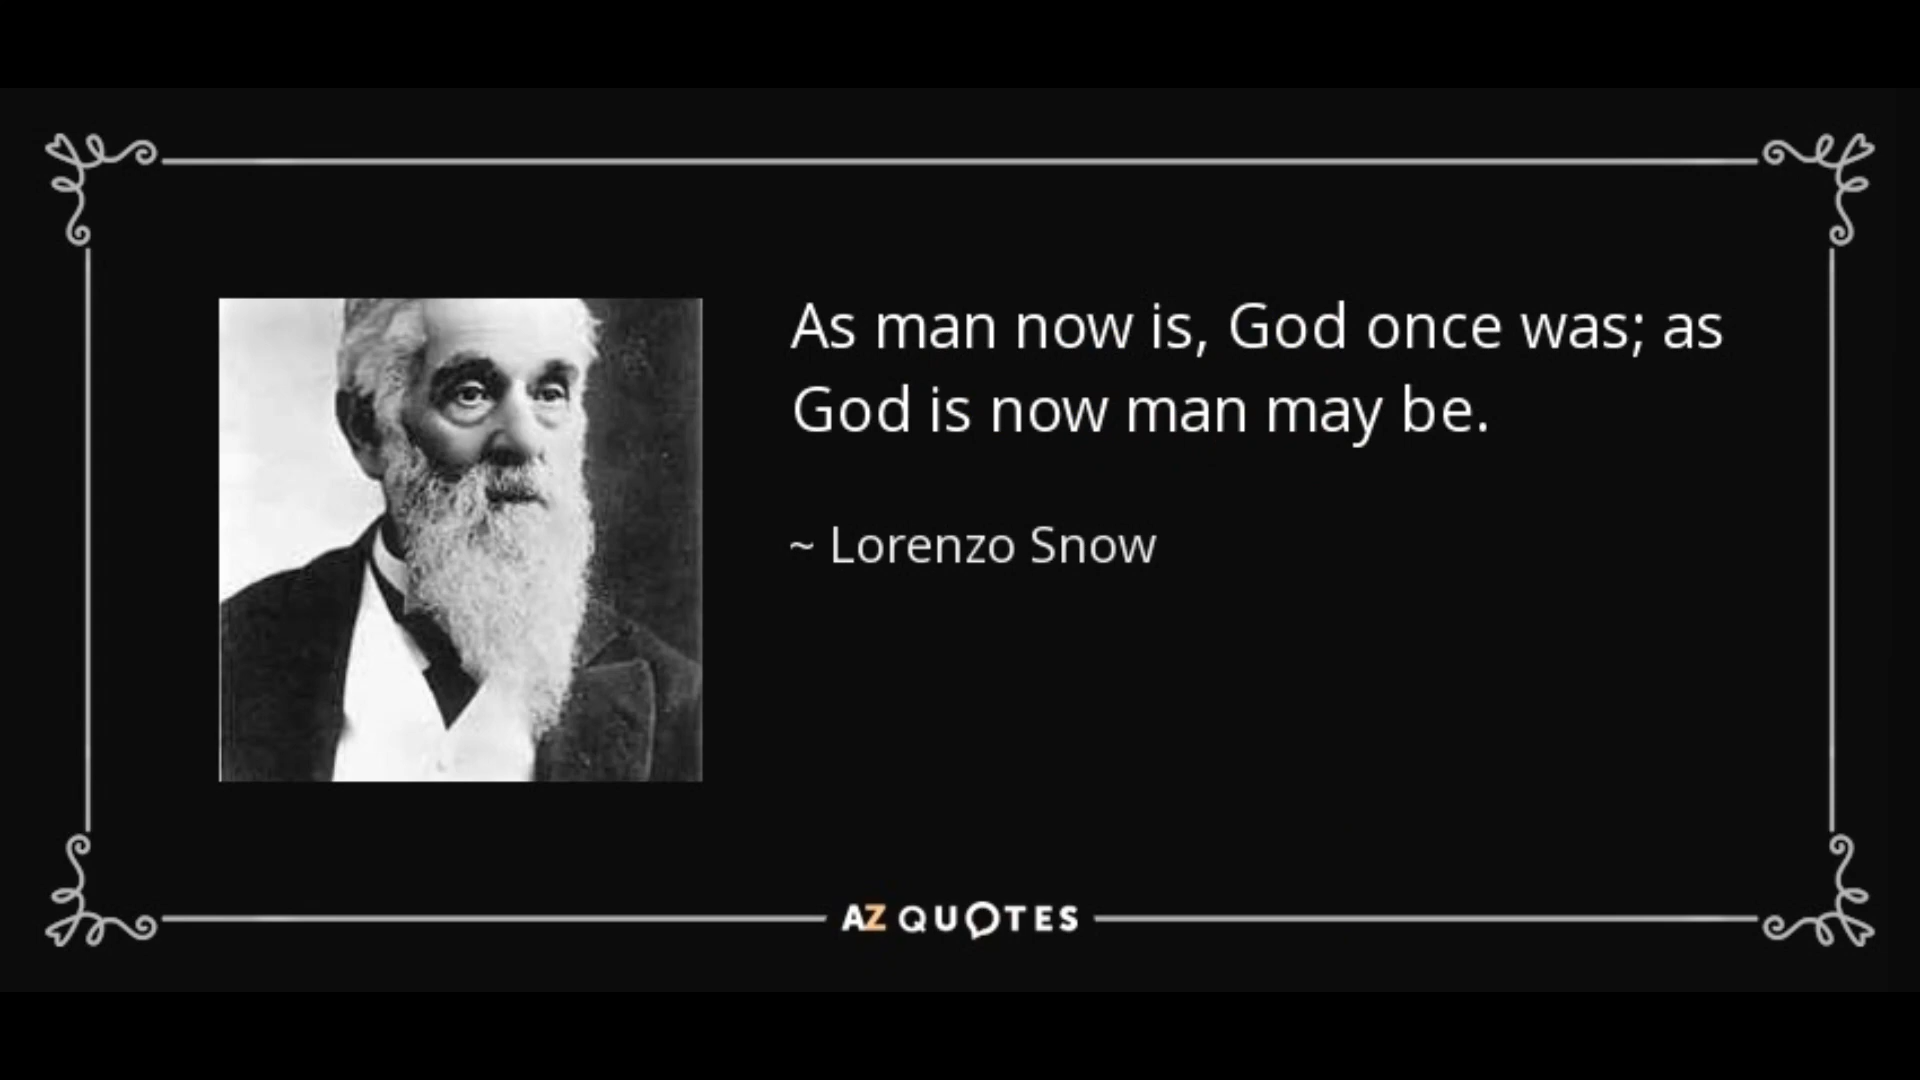 As man now is, God once was; as
God is now man may be.
~ Lorenzo Snow
AZ QUOTES